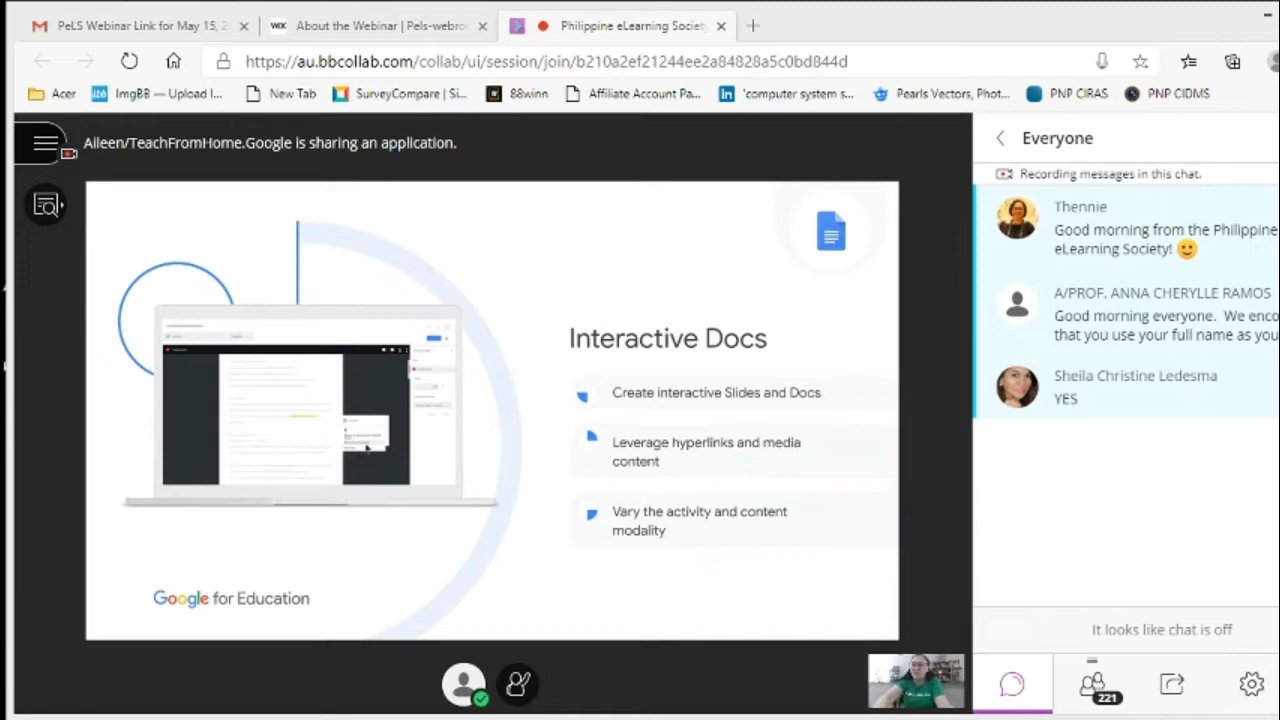 PeLS Webinar Link for May 15, 2
WiX About the Webinar | Pels-webro
Philippine eLearning Society
https://au.bbcollab.com/collab/ui/session/join/b210a2ef21244ee2a84828a5c0bd844d
Acer
ibb ImgBB — Upload I...
New Tab
SurveyCompare | Si...
88winn
Affiliate Account Pa...
in 'computer system s...
Pearls Vectors, Phot...
PNP CIRAS
PNP CIDMS
Aileen/TeachFromHome.Google is sharing an application.
Interactive Docs
Create interactive Slides and Docs
Leverage hyperlinks and media
content
Vary the activity and content
modality
Google for Education
Everyone
Recording messages in this chat.
Thennie
Good morning from the Philippine
eLearning Society!
A/PROF. ANNA CHERYLLE RAMOS
Good morning everyone. We enco
that you use your full name as you
Sheila Christine Ledesma
YES
It looks like chat is off
221